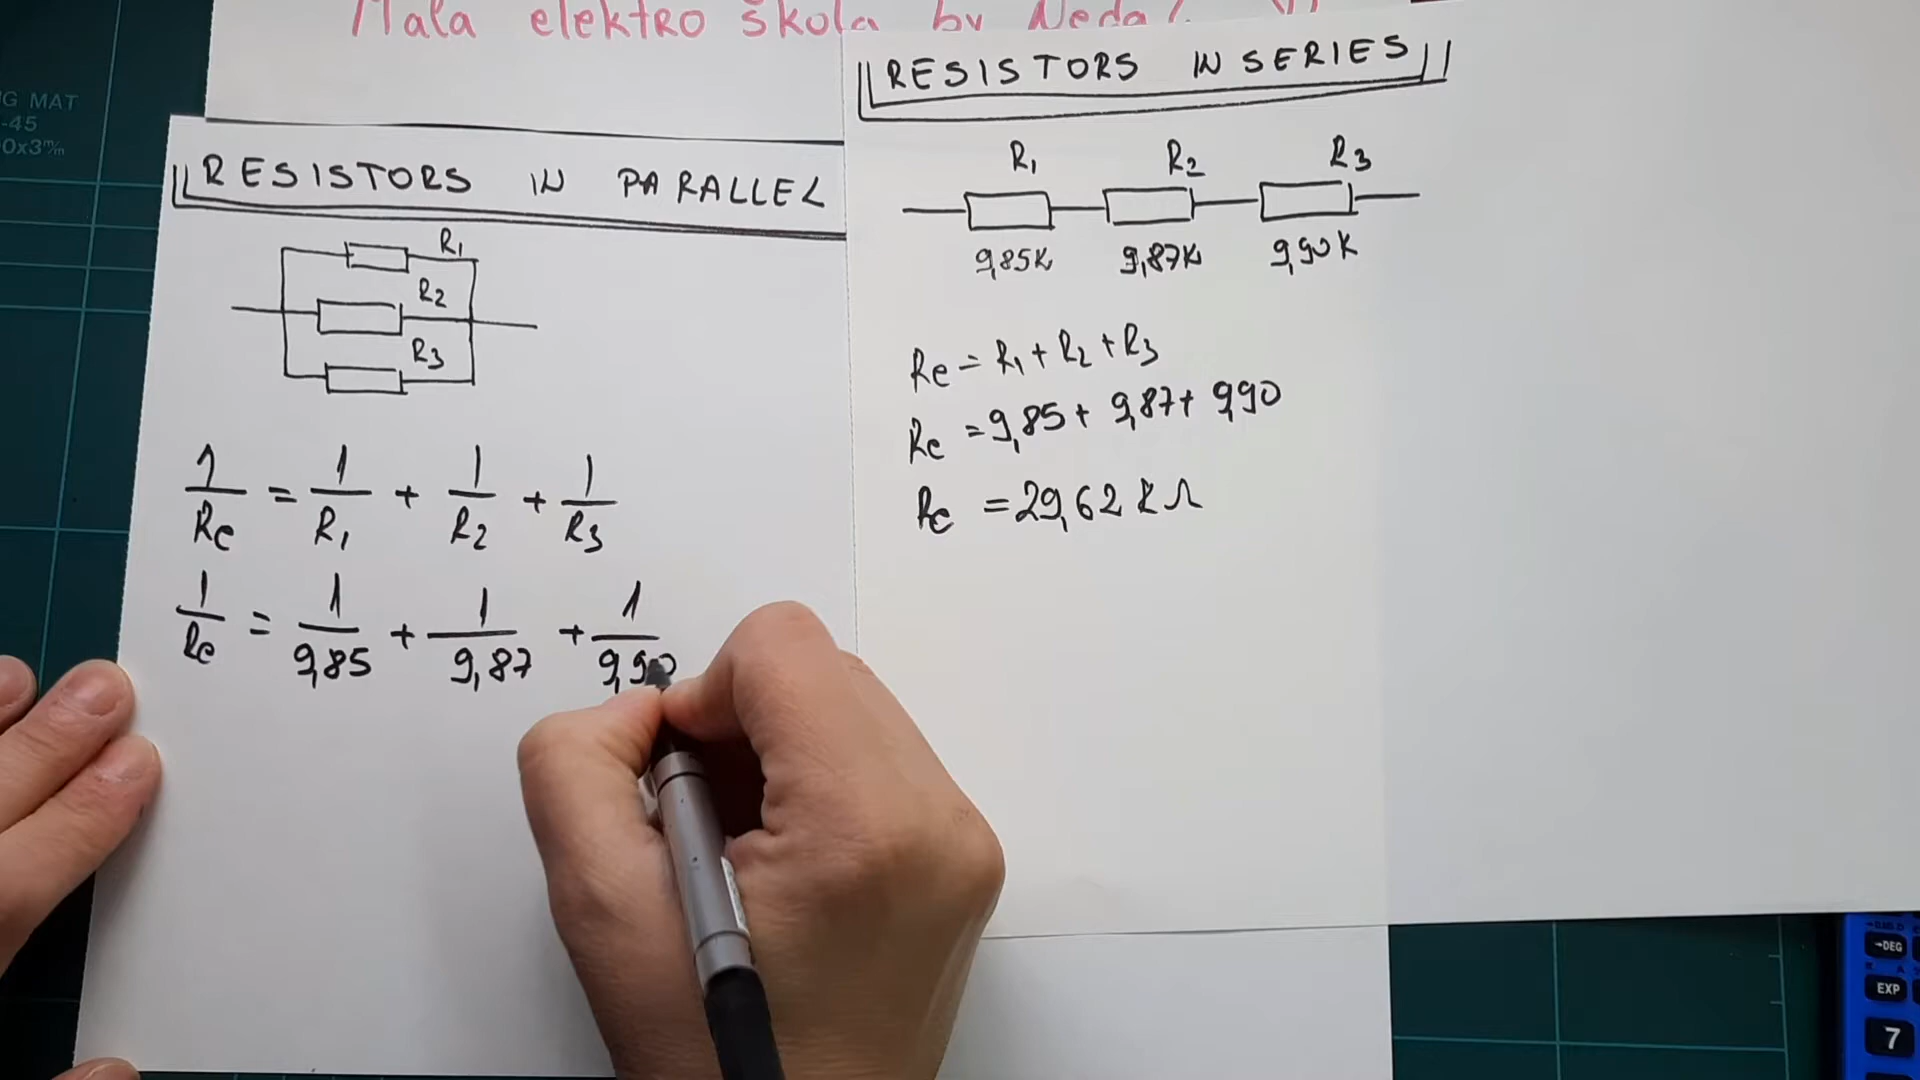 Mala elektro škola by Neda
G MAT
-45
0x3m/m
RESISTORS IN PARALLEL
R1
R2
R3
1/Re = 1/R1 + 1/R2 + 1/R3
1/Re = 1/9,85 + 1/9,87 + 1/9,90
RESISTORS IN SERIES
R1 R2 R3
9,85K 9,87K 9,90K
Re = R1 + R2 + R3
Re = 9,85 + 9,87 + 9,90
Re = 29,62 kΩ
→DEG
EXP
7